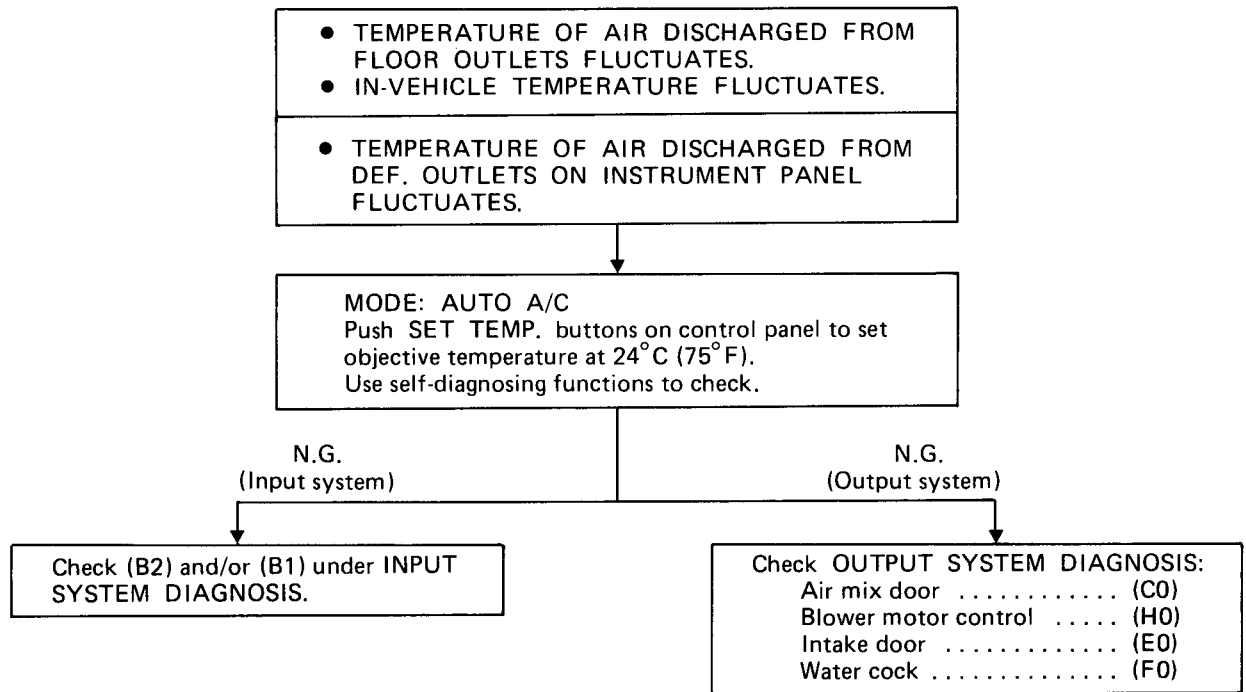 ● TEMPERATURE OF AIR DISCHARGED FROM
FLOOR OUTLETS FLUCTUATES.
● IN-VEHICLE TEMPERATURE FLUCTUATES.
● TEMPERATURE OF AIR DISCHARGED FROM
DEF. OUTLETS ON INSTRUMENT PANEL
FLUCTUATES.
MODE: AUTO A/C
Push SET TEMP. buttons on control panel to set
objective temperature at 24°C (75°F).
Use self-diagnosing functions to check.
N.G.
(Input system)
N.G.
(Output system)
Check (B2) and/or (B1) under INPUT
SYSTEM DIAGNOSIS.
Check OUTPUT SYSTEM DIAGNOSIS:
Air mix door ............ (C0)
Blower motor control ..... (H0)
Intake door ............. (E0)
Water cock .............. (F0)